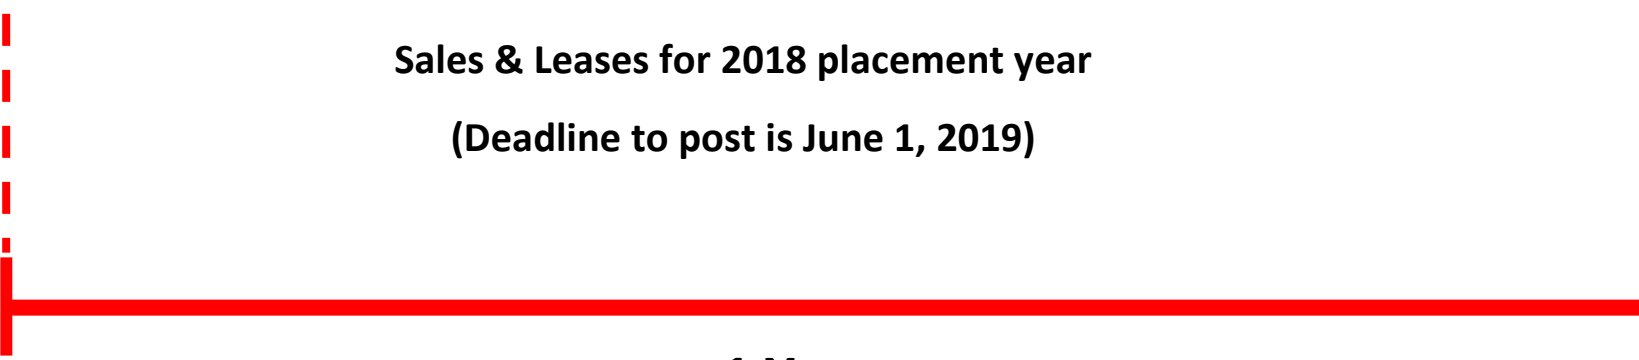 Sales & Leases for 2018 placement year
(Deadline to post is June 1, 2019)